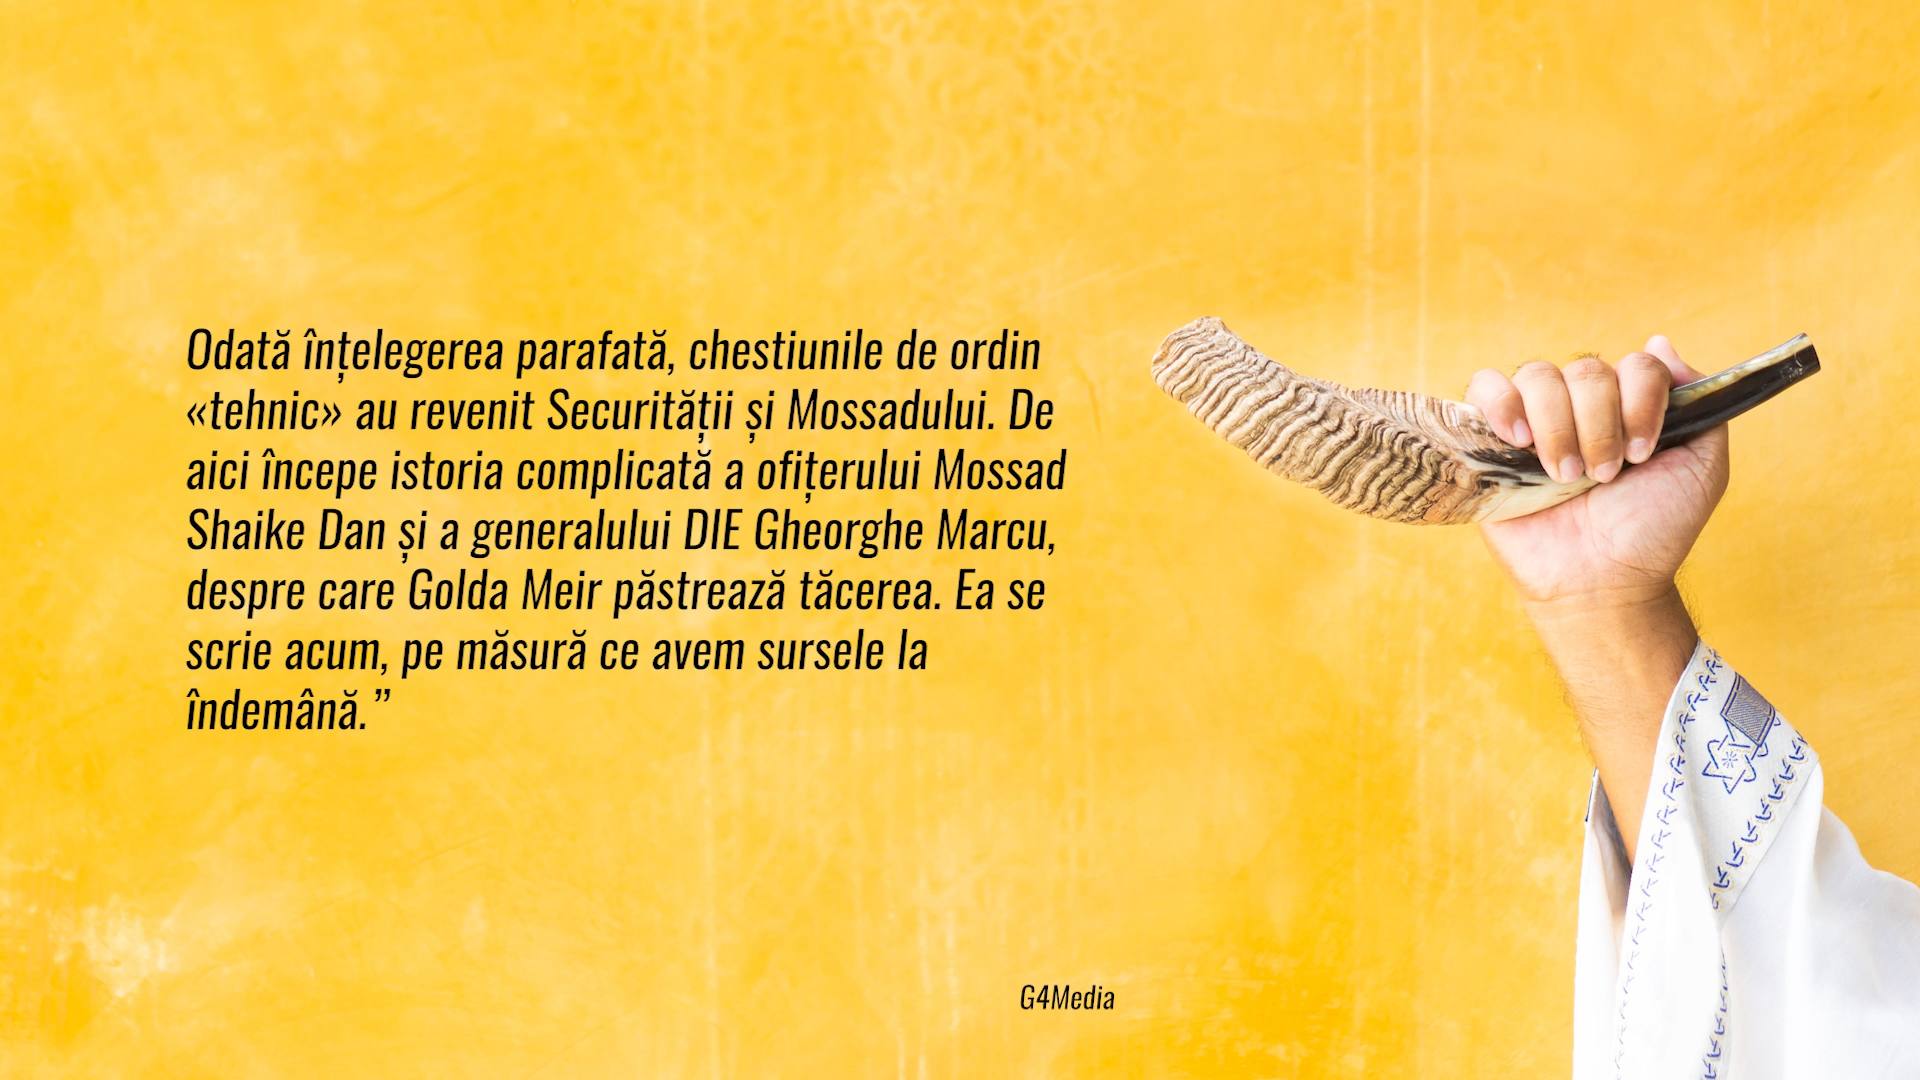 Odată înțelegerea parafată, chestiunile de ordin
«tehnic» au revenit Securității și Mossadului. De
aici începe istoria complicată a ofițerului Mossad
Shaike Dan și a generalului DIE Gheorghe Marcu,
despre care Golda Meir păstrează tăcerea. Ea se
scrie acum, pe măsură ce avem sursele la
îndemână.”
G4Media